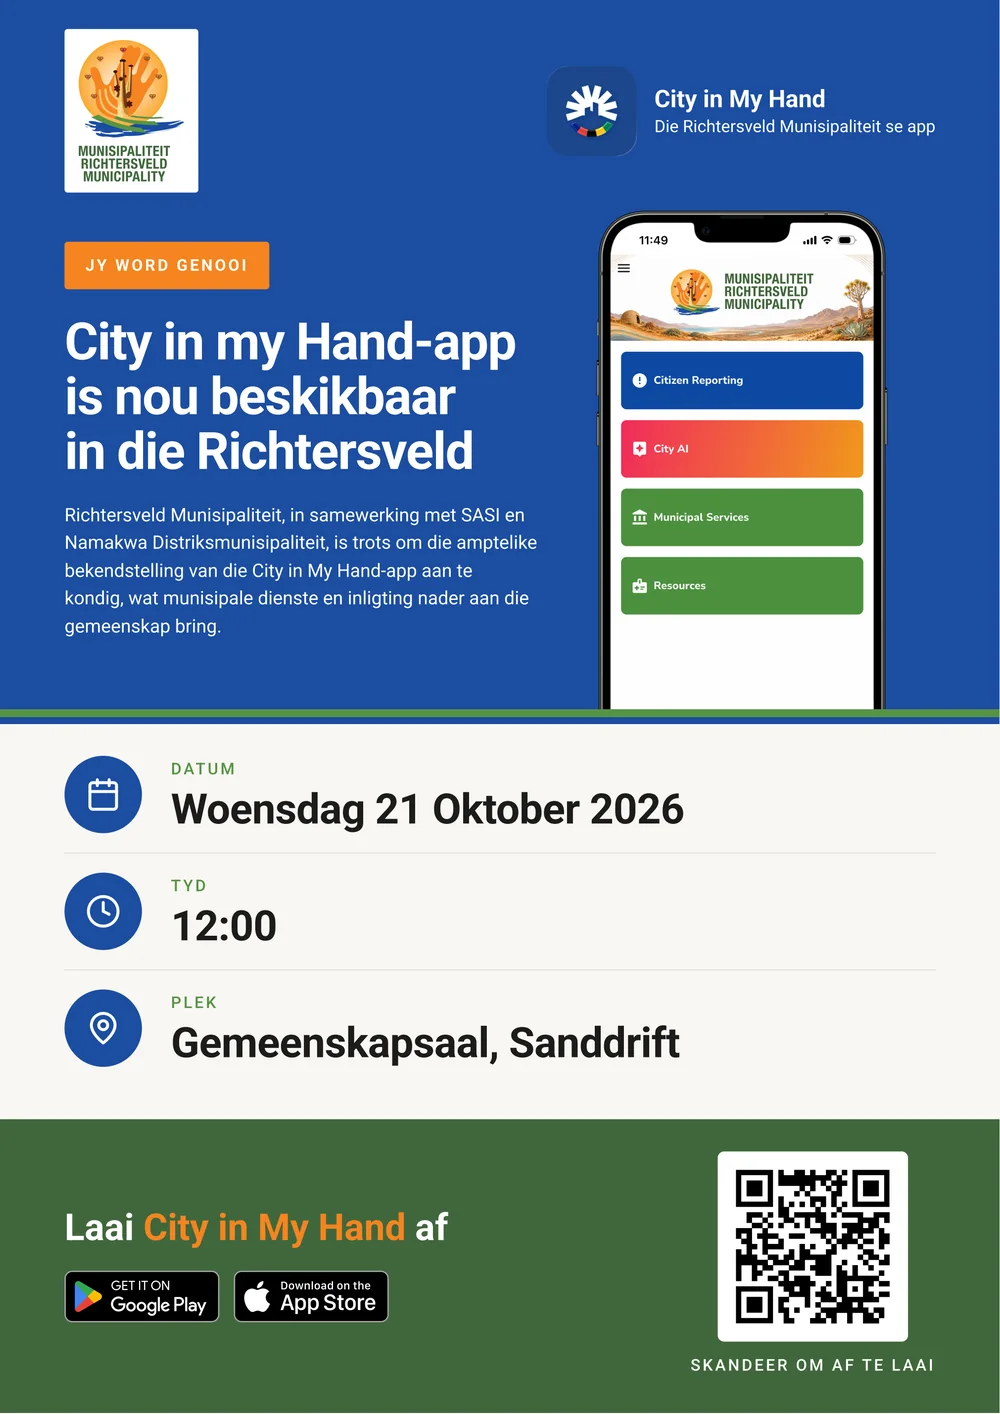 MUNISIPALITEIT
RICHTERSVELD
MUNICIPALITY
City in My Hand
Die Richtersveld Munisipaliteit se app
JY WORD GENOOI
City in my Hand-app
is nou beskikbaar
in die Richtersveld
Richtersveld Munisipaliteit, in samewerking met SASI en
Namakwa Distriksmunisipaliteit, is trots om die amptelike
bekendstelling van die City in My Hand-app aan te
kondig, wat munisipale dienste en inligting nader aan die
gemeenskap bring.
11:49
MUNISIPALITEIT
RICHTERSVELD
MUNICIPALITY
Citizen Reporting
City AI
Municipal Services
Resources
DATUM
Woensdag 21 Oktober 2026
TYD
12:00
PLEK
Gemeenskapsaal, Sanddrift
Laai City in My Hand af
GET IT ON
Google Play
Download on the
App Store
SKANDEER OM AF TE LAAI